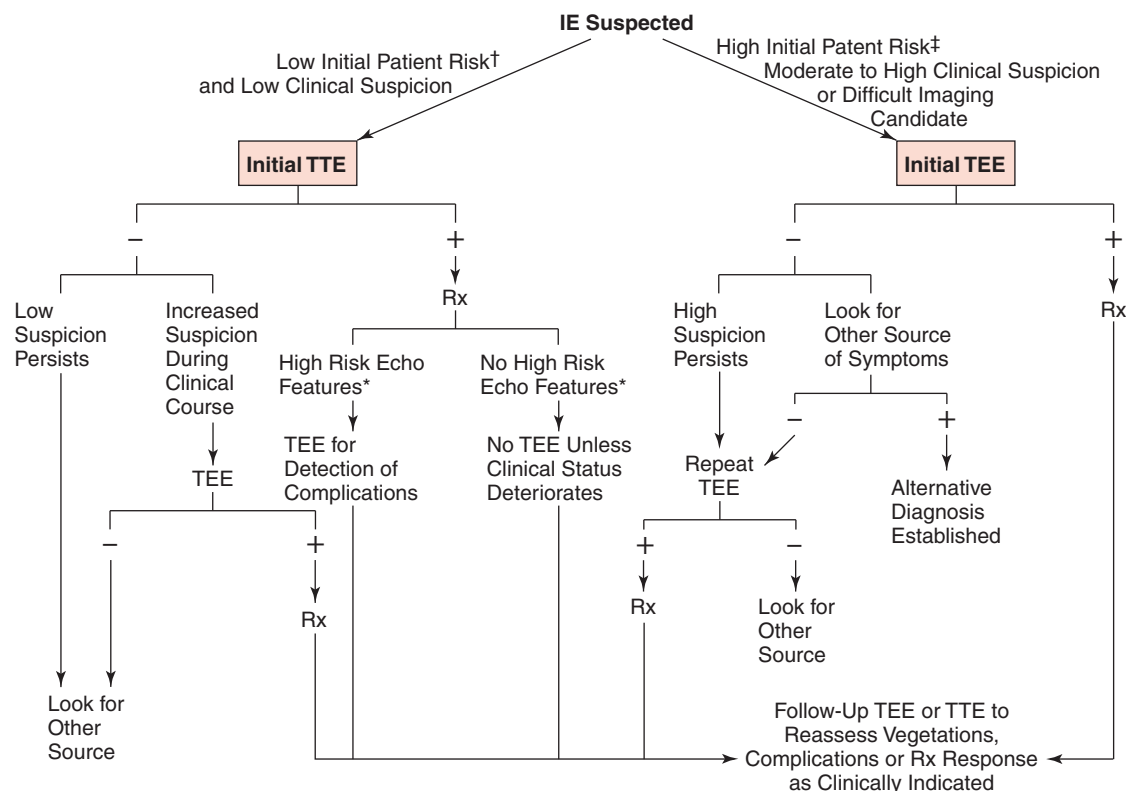 IE Suspected
Low Initial Patient Risk†
and Low Clinical Suspicion
High Initial Patent Risk‡
Moderate to High Clinical Suspicion
or Difficult Imaging
Candidate
Initial TTE
Initial TEE
−
+
−
+
Low
Suspicion
Persists
Increased
Suspicion
During
Clinical
Course
Rx
High Risk Echo
Features*
No High Risk
Echo Features*
High
Suspicion
Persists
Look for
Other Source
of Symptoms
Rx
TEE
TEE for
Detection of
Complications
No TEE Unless
Clinical Status
Deteriorates
−
+
Repeat
TEE
Alternative
Diagnosis
Established
−
+
Rx
+
−
Rx
Look for
Other
Source
Look for
Other
Source
Follow-Up TEE or TTE to
Reassess Vegetations,
Complications or Rx Response
as Clinically Indicated